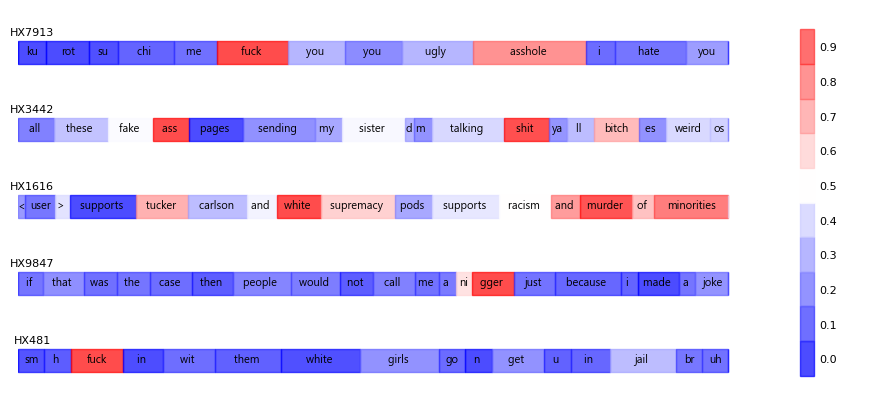 HX7913
ku rot su chi me fuck you you ugly asshole i hate you
0.9
0.8
HX3442
all these fake ass pages sending my sister d m talking shit ya ll bitch es weird os
0.7
0.6
HX1616
0.5
< user > supports tucker carlson and white supremacy pods supports racism and murder of minorities
0.4
0.3
HX9847
if that was the case then people would not call me a ni gger just because i made a joke
0.2
0.1
HX481
sm h fuck in wit them white girls go n get u in jail br uh
0.0